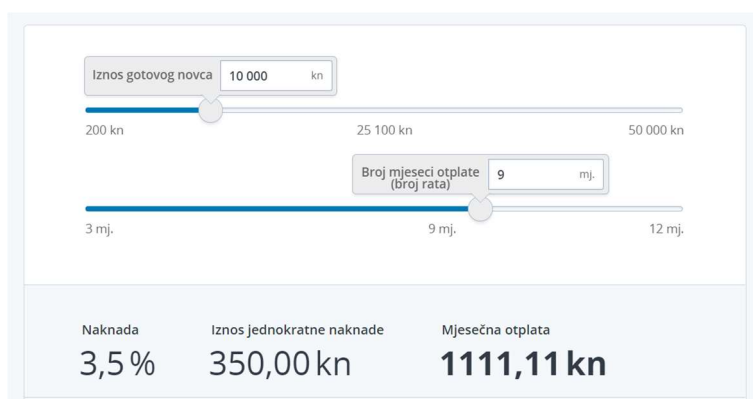 Iznos gotovog novca 10 000 kn
200 kn 25 100 kn 50 000 kn
Broj mjeseci otplate
(broj rata) 9 mj.
3 mj. 9 mj. 12 mj.
Naknada Iznos jednokratne naknade Mjesečna otplata
3,5 % 350,00 kn 1111,11 kn